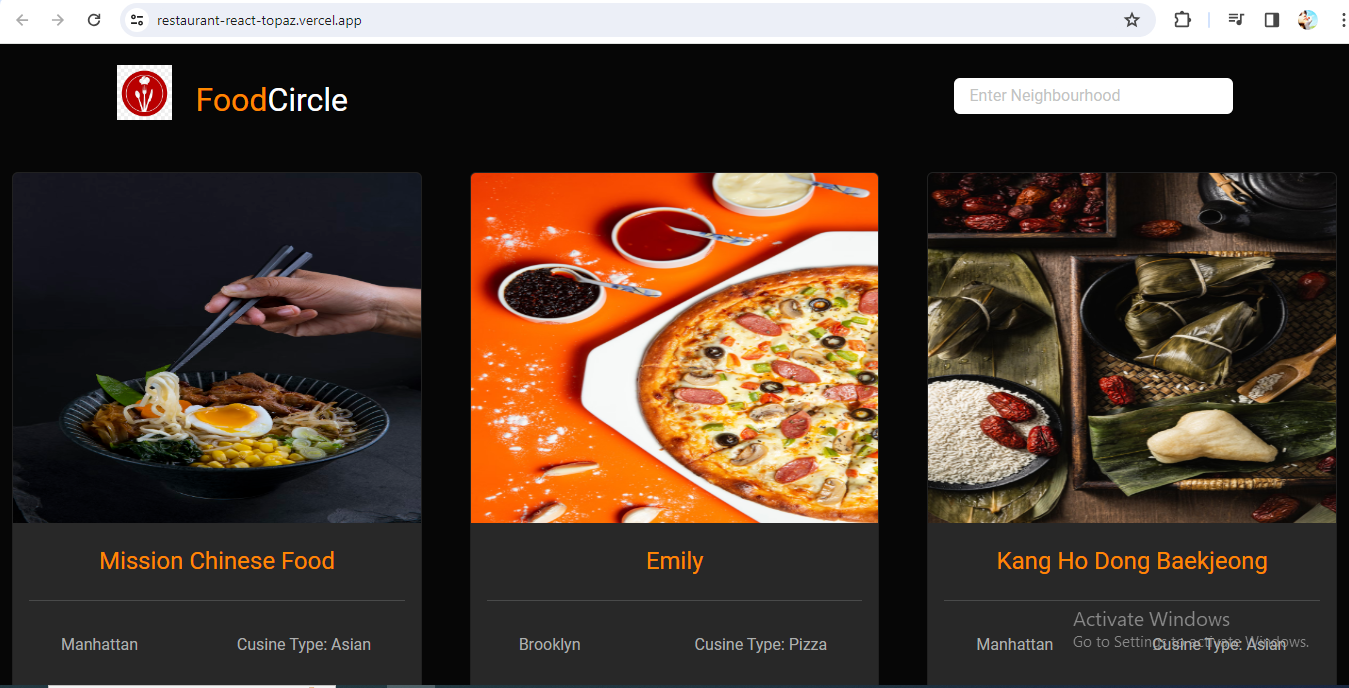 restaurant-react-topaz.vercel.app
FoodCircle
Enter Neighbourhood
Mission Chinese Food
Emily
Kang Ho Dong Baekjeong
Manhattan
Cusine Type: Asian
Brooklyn
Cusine Type: Pizza
Manhattan
Cusine Type: Asian
Activate Windows
Go to Settings to activate Windows.